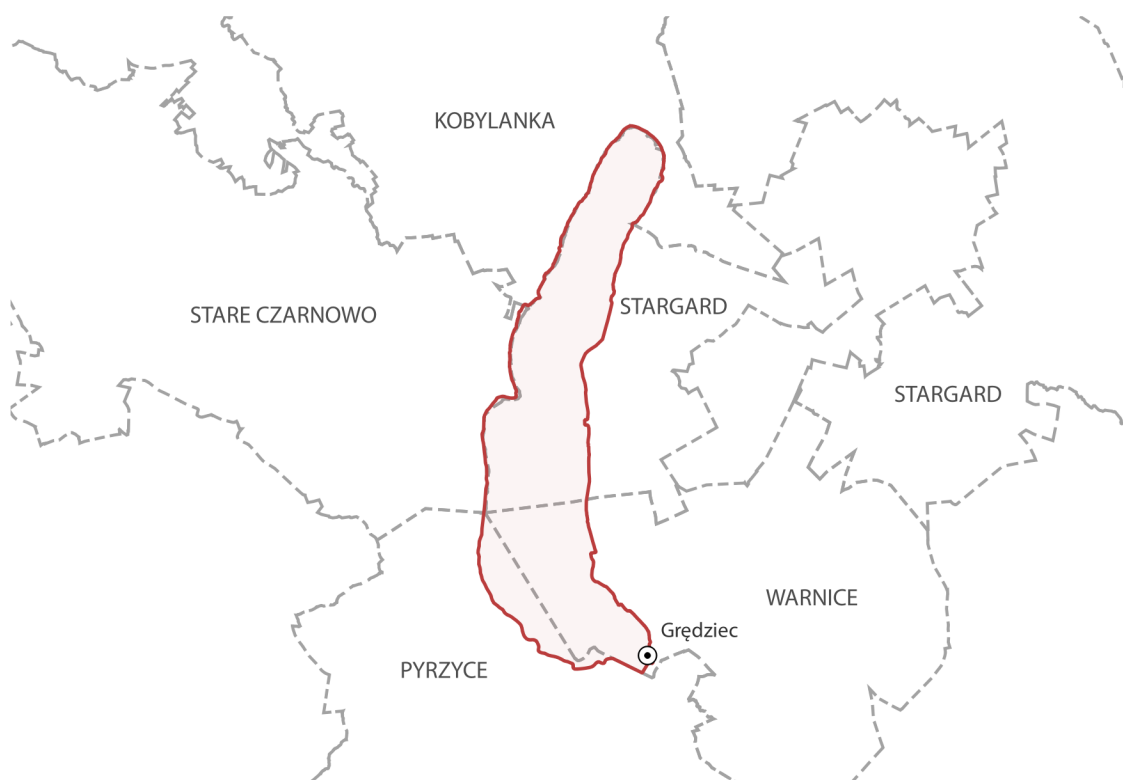 KOBYLANKA
STARE CZARNOWO
STARGARD
STARGARD
WARNICE
Grędziec
PYRZYCE